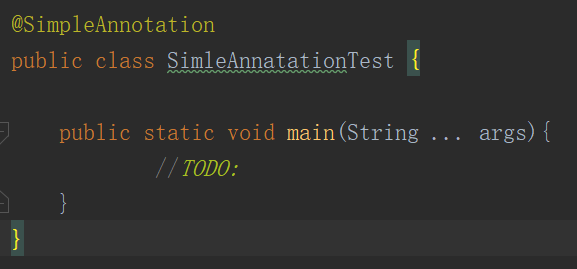 @SimpleAnnotation
public class SimleAnnatationTest {
public static void main(String ... args){
//TODO:
}
}